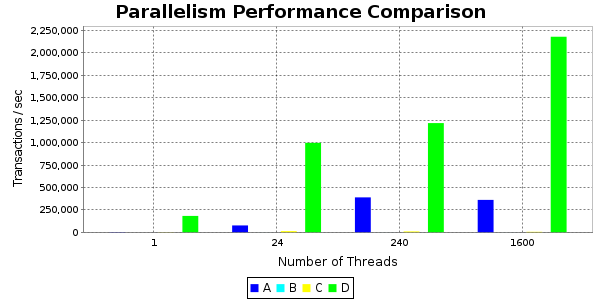 Parallelism Performance Comparison
2,250,000
2,000,000
1,750,000
1,500,000
1,250,000
1,000,000
750,000
500,000
250,000
0
Transactions / sec
1 24 240 1600
Number of Threads
A B C D